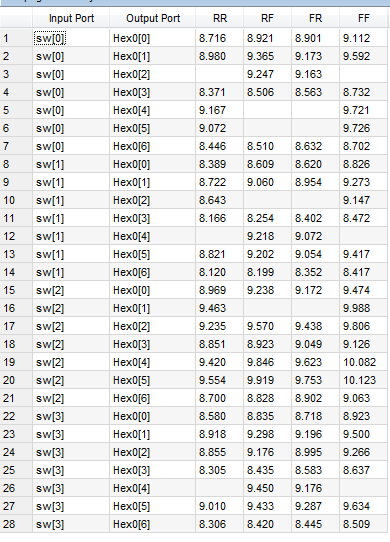 Input Port Output Port RR RF FR FF
1 sw[0] Hex0[0] 8.716 8.921 8.901 9.112
2 sw[0] Hex0[1] 8.980 9.365 9.173 9.592
3 sw[0] Hex0[2] 9.247 9.163
4 sw[0] Hex0[3] 8.371 8.506 8.563 8.732
5 sw[0] Hex0[4] 9.167 9.721
6 sw[0] Hex0[5] 9.072 9.726
7 sw[0] Hex0[6] 8.446 8.510 8.632 8.702
8 sw[1] Hex0[0] 8.389 8.609 8.620 8.826
9 sw[1] Hex0[1] 8.722 9.060 8.954 9.273
10 sw[1] Hex0[2] 8.643 9.147
11 sw[1] Hex0[3] 8.166 8.254 8.402 8.472
12 sw[1] Hex0[4] 9.218 9.072
13 sw[1] Hex0[5] 8.821 9.202 9.054 9.417
14 sw[1] Hex0[6] 8.120 8.199 8.352 8.417
15 sw[2] Hex0[0] 8.969 9.238 9.172 9.474
16 sw[2] Hex0[1] 9.463 9.988
17 sw[2] Hex0[2] 9.235 9.570 9.438 9.806
18 sw[2] Hex0[3] 8.851 8.923 9.049 9.126
19 sw[2] Hex0[4] 9.420 9.846 9.623 10.082
20 sw[2] Hex0[5] 9.554 9.919 9.753 10.123
21 sw[2] Hex0[6] 8.700 8.828 8.902 9.063
22 sw[3] Hex0[0] 8.580 8.835 8.718 8.923
23 sw[3] Hex0[1] 8.918 9.298 9.196 9.500
24 sw[3] Hex0[2] 8.855 9.176 8.995 9.266
25 sw[3] Hex0[3] 8.305 8.435 8.583 8.637
26 sw[3] Hex0[4] 9.450 9.176
27 sw[3] Hex0[5] 9.010 9.433 9.287 9.634
28 sw[3] Hex0[6] 8.306 8.420 8.445 8.509